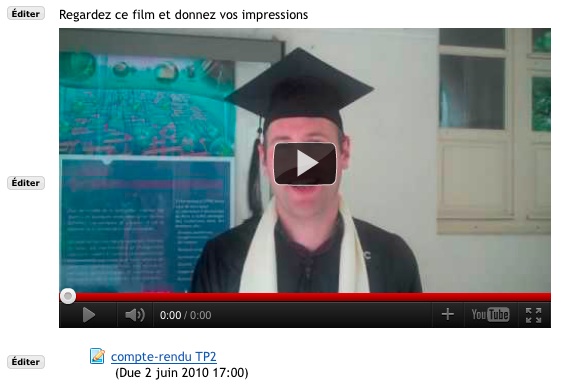 Éditer
Regardez ce film et donnez vos impressions
Éditer
0:00 / 0:00
YouTube
Éditer
compte-rendu TP2
(Due 2 juin 2010 17:00)